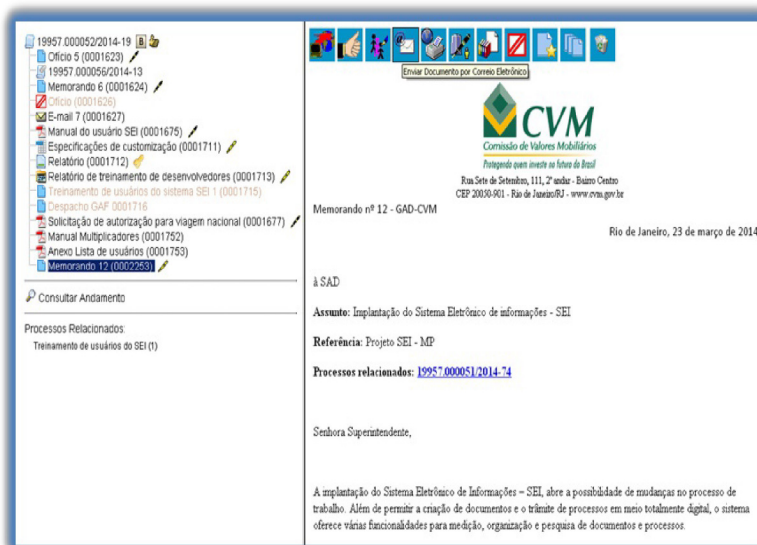 19957.000052/2014-19
Ofício 5 (0001623)
19957.000056/2014-13
Memorando 6 (0001624)
Ofício (0001626)
E-mail 7 (0001627)
Manual do usuário SEI (0001675)
Especificações de customização (0001711)
Relatório (0001712)
Relatório de treinamento de desenvolvedores (0001713)
Treinamento de usuários do sistema SEI 1 (0001715)
Despacho GAF 0001716
Solicitação de autorização para viagem nacional (0001677)
Manual Multiplicadores (0001752)
Anexo Lista de usuários (0001753)
Memorando 12 (0002253)
Consultar Andamento
Processos Relacionados:
Treinamento de usuários do SEI (1)
Enviar Documento por Correio Eletrônico
CVM
Comissão de Valores Mobiliários
Protegendo quem investe no futuro do Brasil
Rua Sete de Setembro, 111, 2º andar - Bairro Centro
CEP 20050-901 - Rio de Janeiro/RJ - www.cvm.gov.br
Memorando nº 12 - GAD-CVM
Rio de Janeiro, 23 de março de 2014
à SAD
Assunto: Implantação do Sistema Eletrônico de informações - SEI
Referência: Projeto SEI - MP
Processos relacionados: 19957.000051/2014-74
Senhora Superintendente,
A implantação do Sistema Eletrônico de Informações – SEI, abre a possibilidade de mudanças no processo de
trabalho. Além de permitir a criação de documentos e o trâmite de processos em meio totalmente digital, o sistema
oferece várias funcionalidades para medição, organização e pesquisa de documentos e processos.